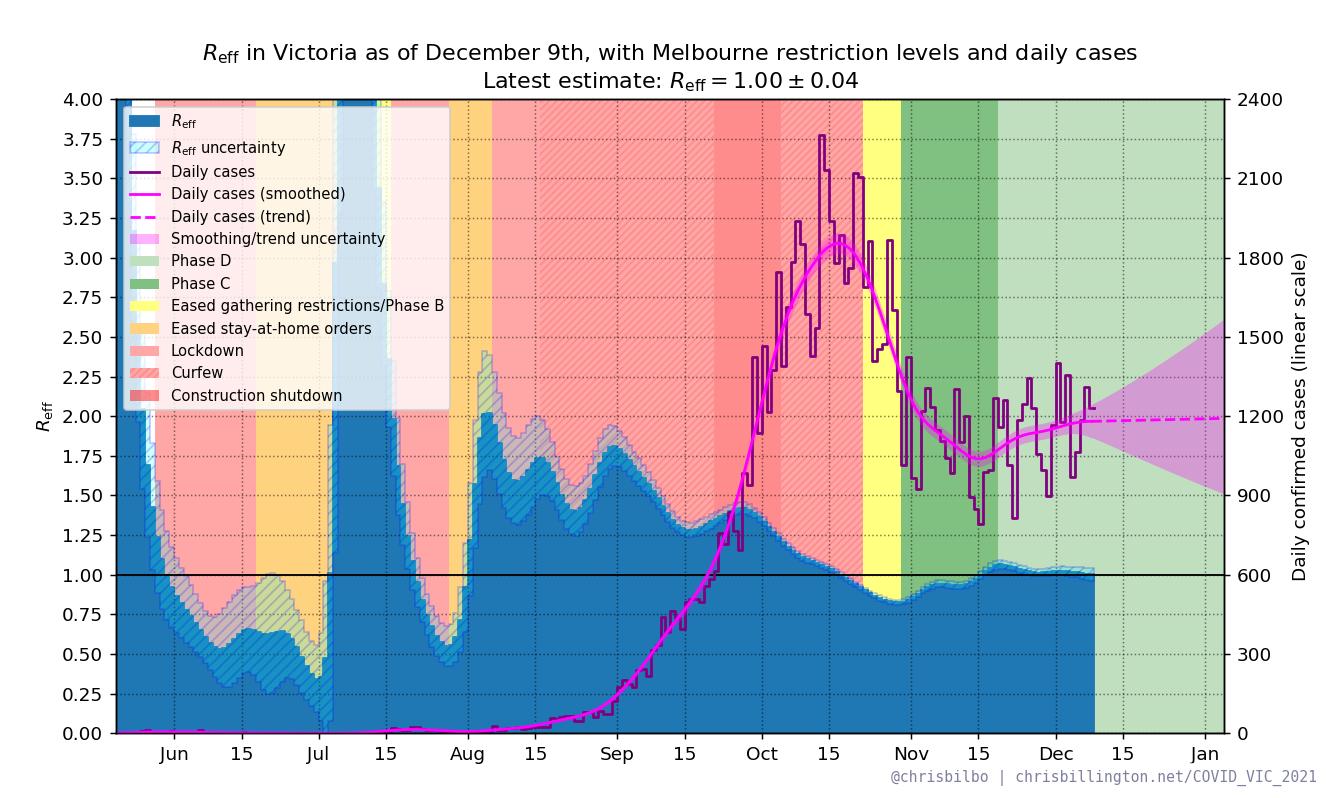 R_eff in Victoria as of December 9th, with Melbourne restriction levels and daily cases
Latest estimate: R_eff = 1.00 ± 0.04
4.00
3.75
3.50
3.25
3.00
2.75
2.50
2.25
2.00
1.75
1.50
1.25
1.00
0.75
0.50
0.25
0.00
R_eff
R_eff
R_eff uncertainty
Daily cases
Daily cases (smoothed)
Daily cases (trend)
Smoothing/trend uncertainty
Phase D
Phase C
Eased gathering restrictions/Phase B
Eased stay-at-home orders
Lockdown
Curfew
Construction shutdown
2400
2100
1800
1500
1200
900
600
300
0
Daily confirmed cases (linear scale)
Jun 15 Jul 15 Aug 15 Sep 15 Oct 15 Nov 15 Dec 15 Jan
@chrisbilbo | chrisbillington.net/COVID_VIC_2021